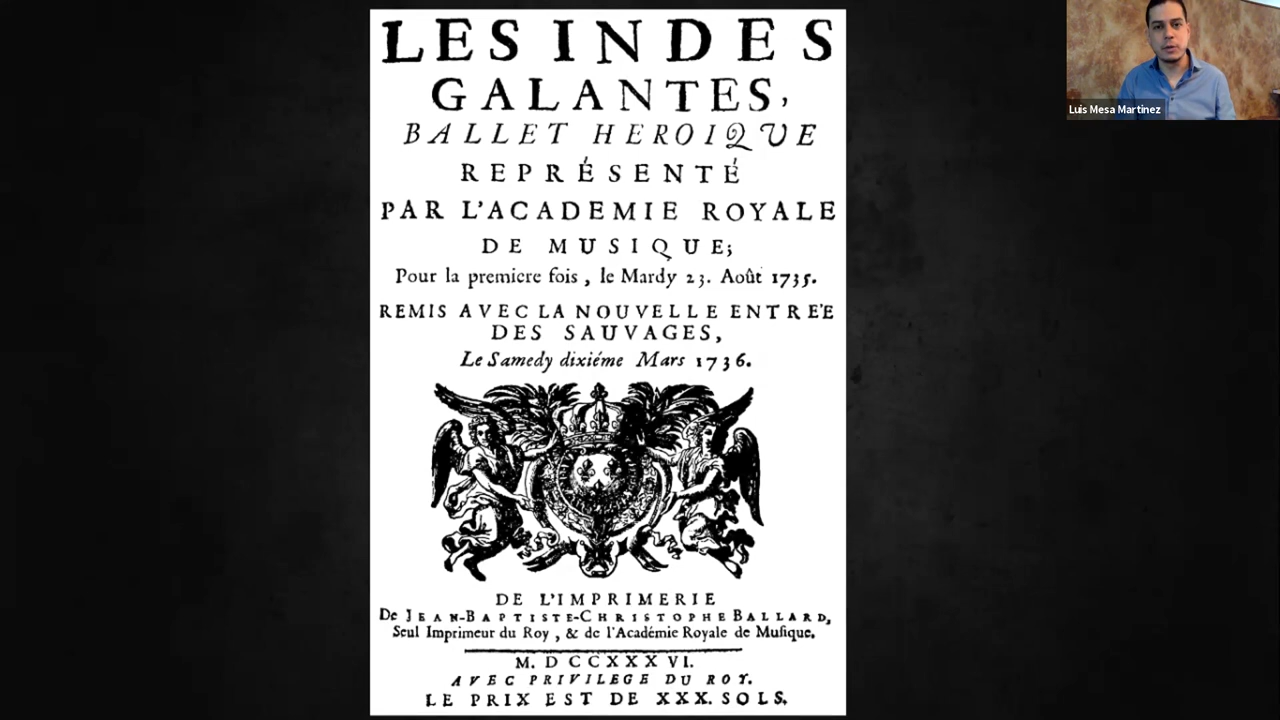 LES INDES
GALANTES,
BALLET HEROIQUE
REPRÉSENTÉ
PAR L'ACADEMIE ROYALE
DE MUSIQUE;
Pour la premiere fois, le Mardy 23. Août 1735.
REMIS AVEC LA NOUVELLE ENTRE'E
DES SAUVAGES,
Le Samedy dixiéme Mars 1736.
DE L'IMPRIMERIE
De JEAN-BAPTISTE-CHRISTOPHE BALLARD,
Seul Imprimeur du Roy, & de l'Académie Royale de Musique.
M. D CCXXXVI.
AVEC PRIVILEGE DU ROY.
LE PRIX EST DE XXX. SOLS.
Luis Mesa Martinez